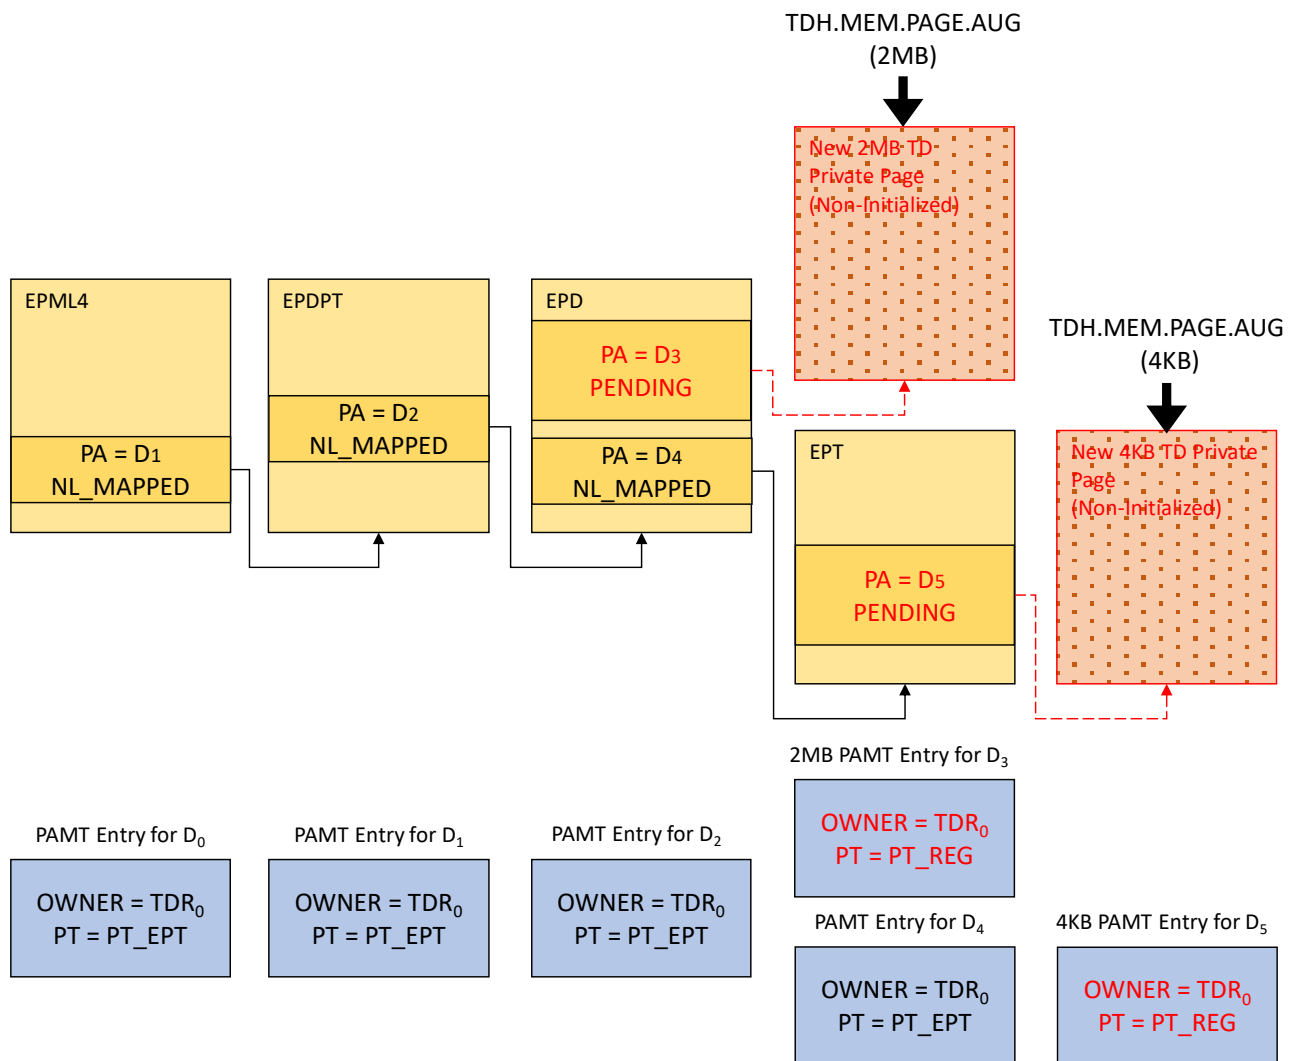 TDH.MEM.PAGE.AUG
(2MB)
New 2MB TD
Private Page
(Non-Initialized)
EPML4
PA = D1
NL_MAPPED
EPDPT
PA = D2
NL_MAPPED
EPD
PA = D3
PENDING
PA = D4
NL_MAPPED
TDH.MEM.PAGE.AUG
(4KB)
EPT
PA = D5
PENDING
New 4KB TD Private
Page
(Non-Initialized)
2MB PAMT Entry for D3
OWNER = TDR0
PT = PT_REG
PAMT Entry for D0
OWNER = TDR0
PT = PT_EPT
PAMT Entry for D1
OWNER = TDR0
PT = PT_EPT
PAMT Entry for D2
OWNER = TDR0
PT = PT_EPT
PAMT Entry for D4
OWNER = TDR0
PT = PT_EPT
4KB PAMT Entry for D5
OWNER = TDR0
PT = PT_REG